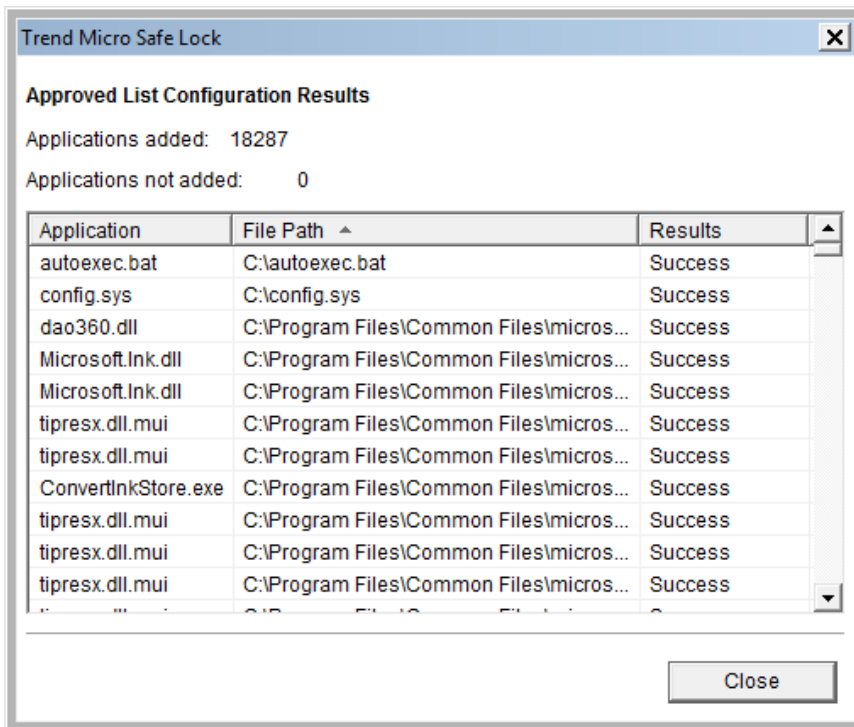 Trend Micro Safe Lock
Approved List Configuration Results
Applications added: 18287
Applications not added: 0
Application File Path Results
autoexec.bat C:\autoexec.bat Success
config.sys C:\config.sys Success
dao360.dll C:\Program Files\Common Files\micros... Success
Microsoft.Ink.dll C:\Program Files\Common Files\micros... Success
Microsoft.Ink.dll C:\Program Files\Common Files\micros... Success
tipresx.dll.mui C:\Program Files\Common Files\micros... Success
tipresx.dll.mui C:\Program Files\Common Files\micros... Success
ConvertInkStore.exe C:\Program Files\Common Files\micros... Success
tipresx.dll.mui C:\Program Files\Common Files\micros... Success
tipresx.dll.mui C:\Program Files\Common Files\micros... Success
tipresx.dll.mui C:\Program Files\Common Files\micros... Success
Close